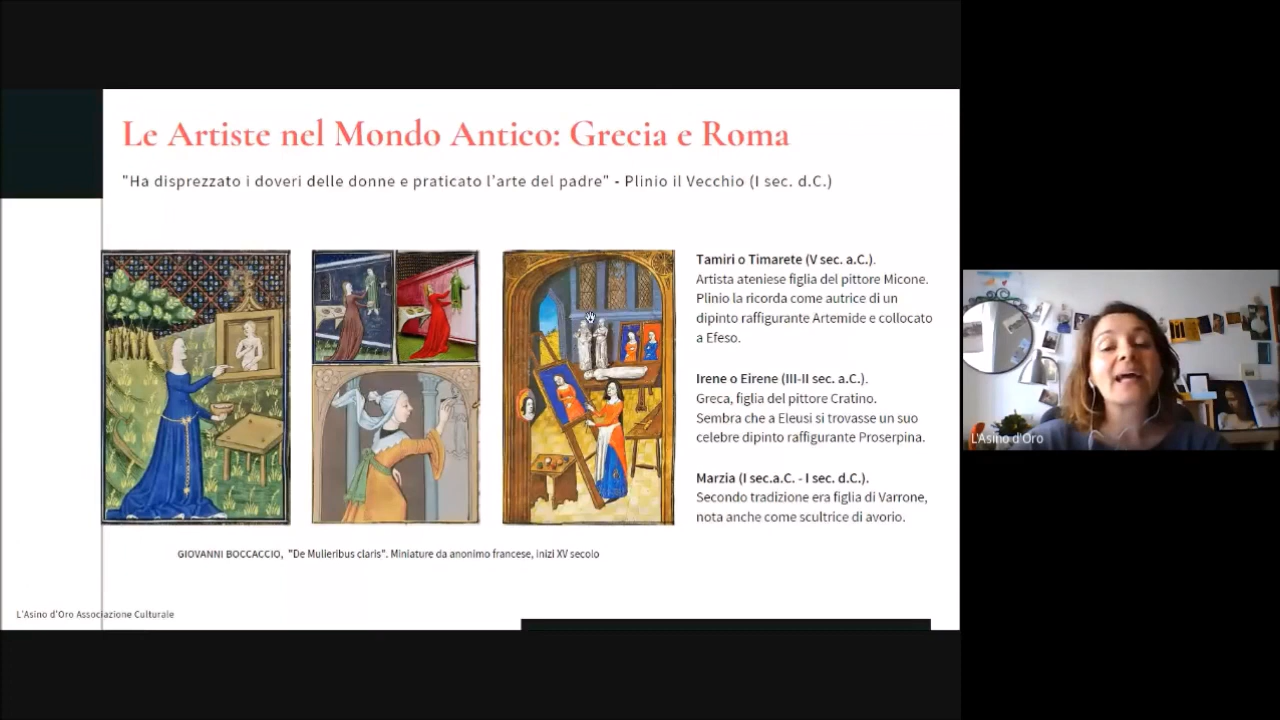 Le Artiste nel Mondo Antico: Grecia e Roma
"Ha disprezzato i doveri delle donne e praticato l'arte del padre" - Plinio il Vecchio (I sec. d.C.)
Tamiri o Timarete (V sec. a.C.).
Artista ateniese figlia del pittore Micone.
Plinio la ricorda come autrice di un
dipinto raffigurante Artemide e collocato
a Efeso.
Irene o Eirene (III-II sec. a.C.).
Greca, figlia del pittore Cratino.
Sembra che a Eleusi si trovasse un suo
celebre dipinto raffigurante Proserpina.
Marzia (I sec.a.C. - I sec. d.C.).
Secondo tradizione era figlia di Varrone,
nota anche come scultrice di avorio.
GIOVANNI BOCCACCIO, "De Mulieribus claris". Miniature da anonimo francese, inizi XV secolo
L'Asino d'Oro Associazione Culturale
L'Asino d'Oro